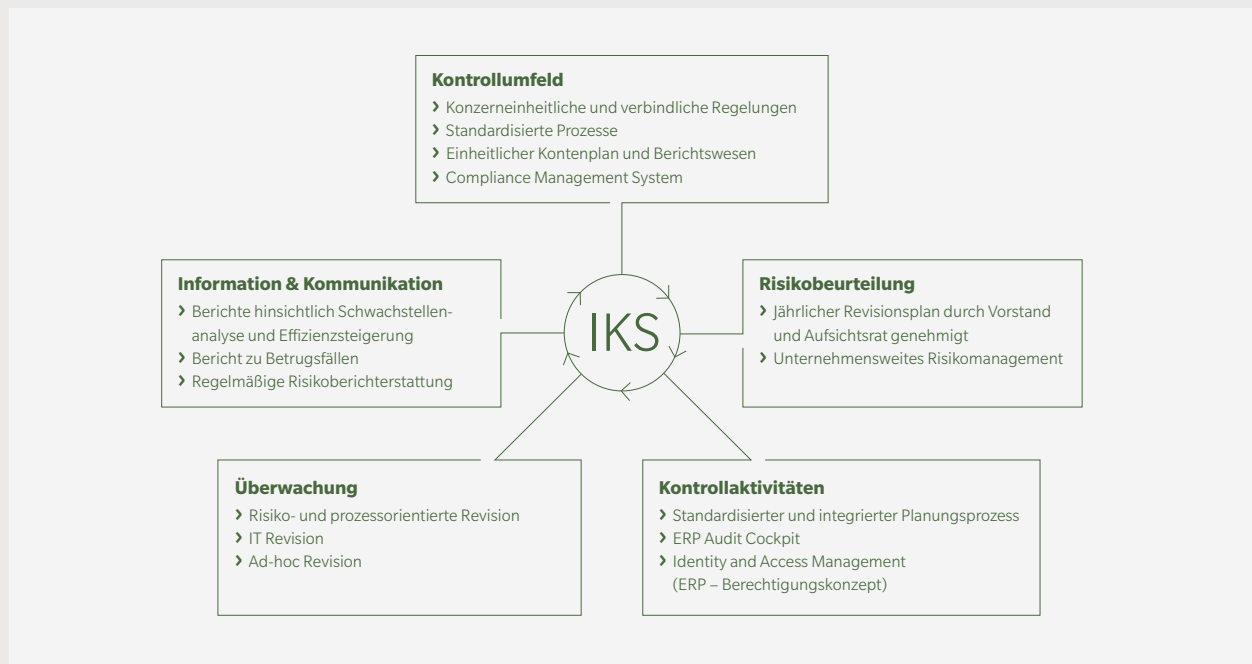 Kontrollumfeld
› Konzerneinheitliche und verbindliche Regelungen
› Standardisierte Prozesse
› Einheitlicher Kontenplan und Berichtswesen
› Compliance Management System
Information & Kommunikation
› Berichte hinsichtlich Schwachstellen-
analyse und Effizienzsteigerung
› Bericht zu Betrugsfällen
› Regelmäßige Risikoberichterstattung
IKS
Risikobeurteilung
› Jährlicher Revisionsplan durch Vorstand
und Aufsichtsrat genehmigt
› Unternehmensweites Risikomanagement
Überwachung
› Risiko- und prozessorientierte Revision
› IT Revision
› Ad-hoc Revision
Kontrollaktivitäten
› Standardisierter und integrierter Planungsprozess
› ERP Audit Cockpit
› Identity and Access Management
(ERP – Berechtigungskonzept)